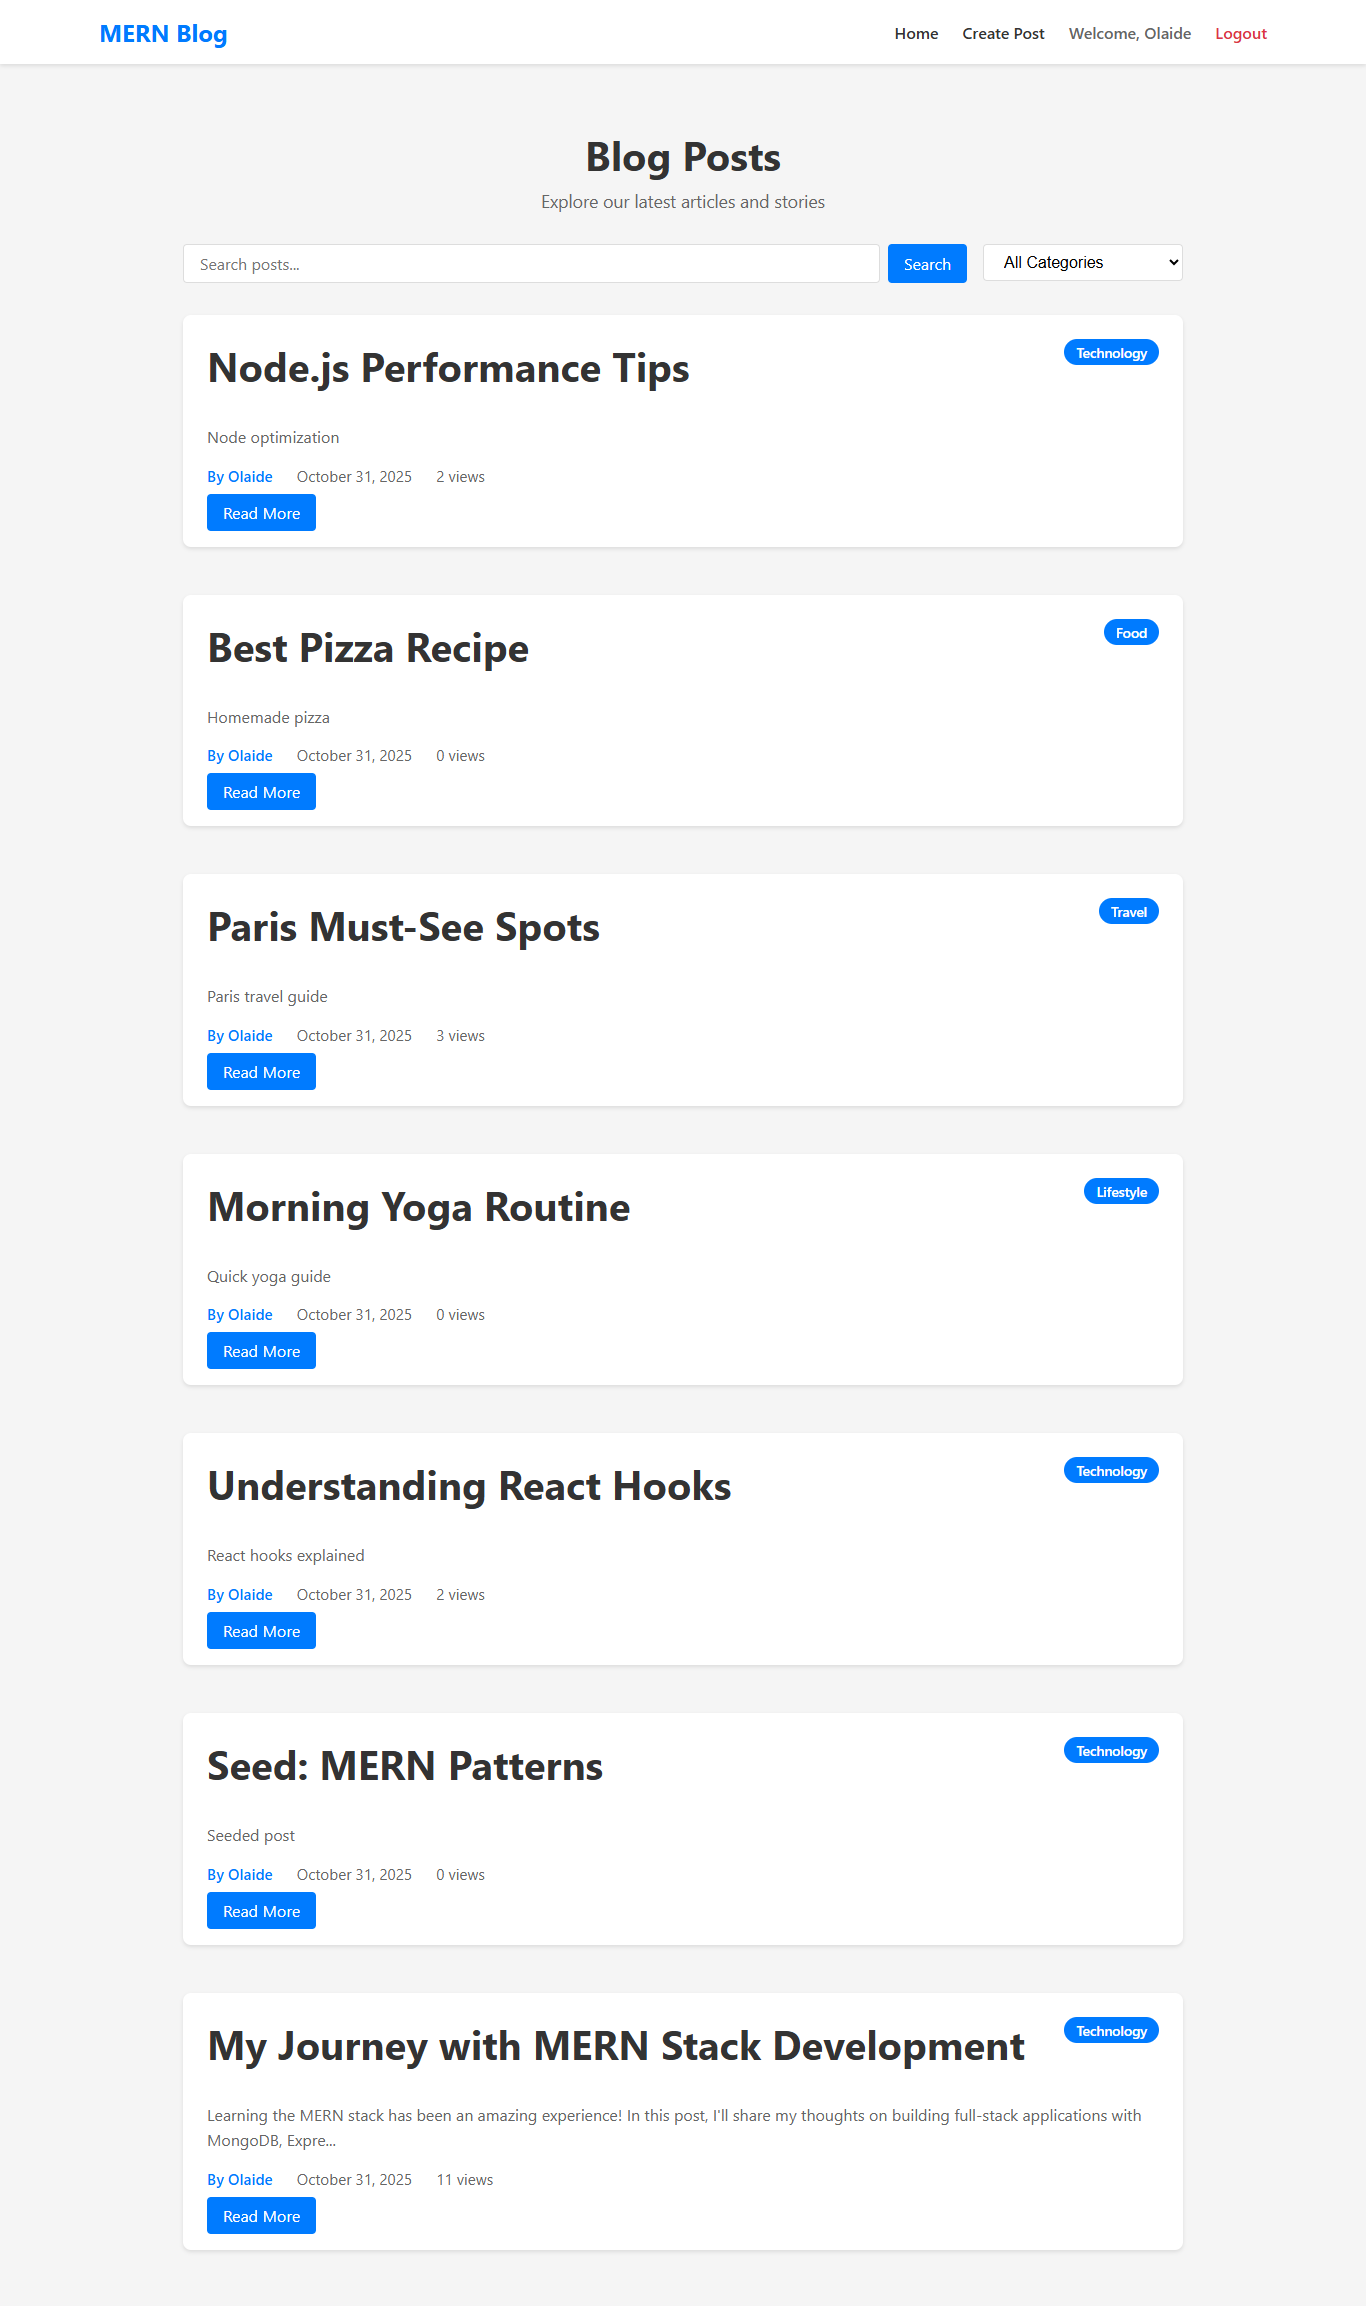 MERN Blog
Home Create Post Welcome, Olaide Logout
Blog Posts
Explore our latest articles and stories
Search posts... Search All Categories
Node.js Performance Tips Technology
Node optimization
By Olaide October 31, 2025 2 views
Read More
Best Pizza Recipe Food
Homemade pizza
By Olaide October 31, 2025 0 views
Read More
Paris Must-See Spots Travel
Paris travel guide
By Olaide October 31, 2025 3 views
Read More
Morning Yoga Routine Lifestyle
Quick yoga guide
By Olaide October 31, 2025 0 views
Read More
Understanding React Hooks Technology
React hooks explained
By Olaide October 31, 2025 2 views
Read More
Seed: MERN Patterns Technology
Seeded post
By Olaide October 31, 2025 0 views
Read More
My Journey with MERN Stack Development Technology
Learning the MERN stack has been an amazing experience! In this post, I'll share my thoughts on building full-stack applications with
MongoDB, Expre...
By Olaide October 31, 2025 11 views
Read More